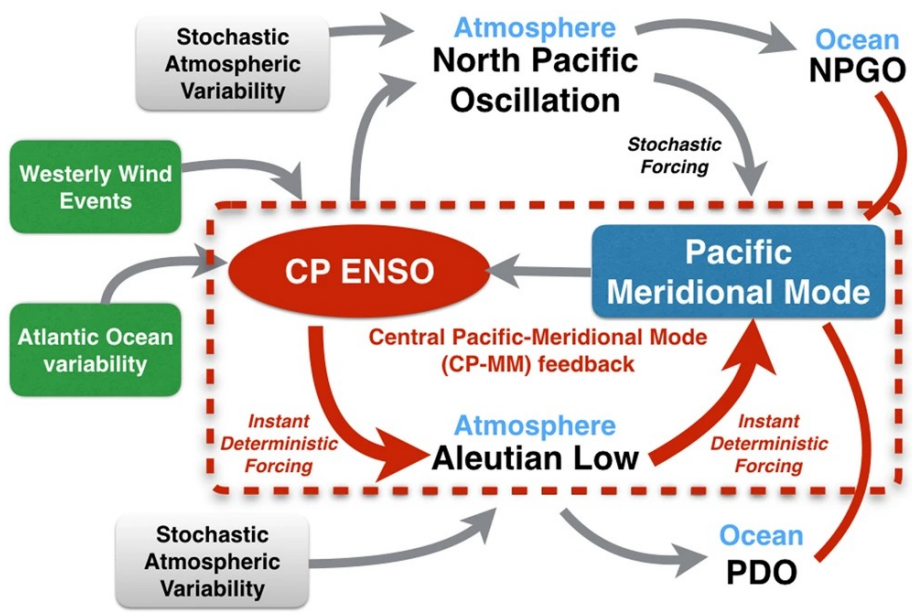 Stochastic
Atmospheric
Variability
Atmosphere
North Pacific
Oscillation
Ocean
NPGO
Stochastic
Forcing
Westerly Wind
Events
CP ENSO
Pacific
Meridional Mode
Atlantic Ocean
variability
Central Pacific-Meridional Mode
(CP-MM) feedback
Instant
Deterministic
Forcing
Atmosphere
Aleutian Low
Instant
Deterministic
Forcing
Stochastic
Atmospheric
Variability
Ocean
PDO